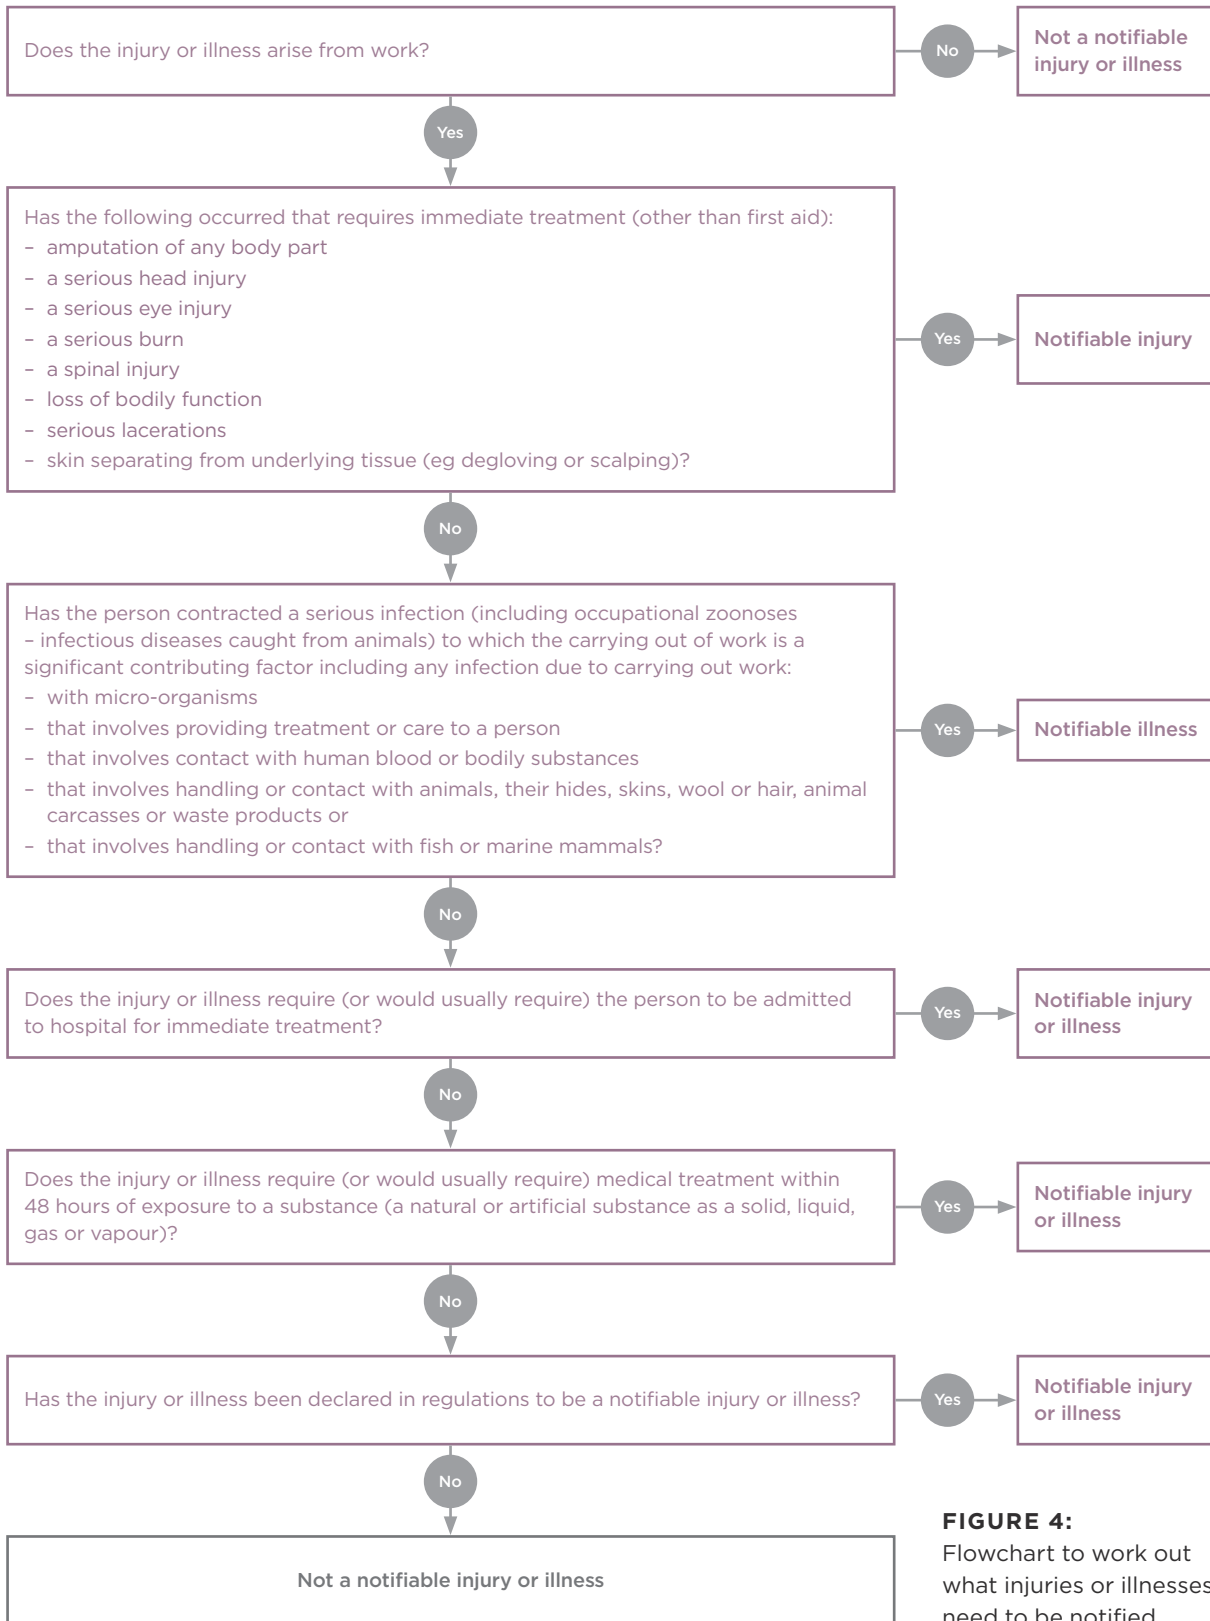 Does the injury or illness arise from work?
No
Not a notifiable
injury or illness
Yes
Has the following occurred that requires immediate treatment (other than first aid):
– amputation of any body part
– a serious head injury
– a serious eye injury
– a serious burn
– a spinal injury
– loss of bodily function
– serious lacerations
– skin separating from underlying tissue (eg degloving or scalping)?
Yes
Notifiable injury
No
Has the person contracted a serious infection (including occupational zoonoses
– infectious diseases caught from animals) to which the carrying out of work is a
significant contributing factor including any infection due to carrying out work:
– with micro-organisms
– that involves providing treatment or care to a person
– that involves contact with human blood or bodily substances
– that involves handling or contact with animals, their hides, skins, wool or hair, animal
carcasses or waste products or
– that involves handling or contact with fish or marine mammals?
Yes
Notifiable illness
No
Does the injury or illness require (or would usually require) the person to be admitted
to hospital for immediate treatment?
Yes
Notifiable injury
or illness
No
Does the injury or illness require (or would usually require) medical treatment within
48 hours of exposure to a substance (a natural or artificial substance as a solid, liquid,
gas or vapour)?
Yes
Notifiable injury
or illness
No
Has the injury or illness been declared in regulations to be a notifiable injury or illness?
Yes
Notifiable injury
or illness
No
Not a notifiable injury or illness
FIGURE 4:
Flowchart to work out
what injuries or illnesses
need to be notified